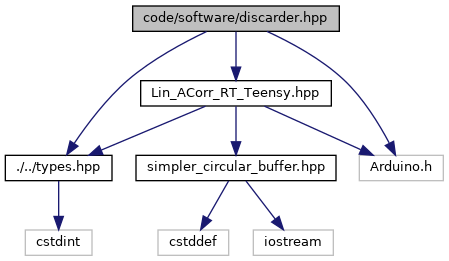 code/software/discarder.hpp
Lin_ACorr_RT_Teensy.hpp
./../types.hpp
simpler_circular_buffer.hpp
Arduino.h
cstdint
cstddef
iostream